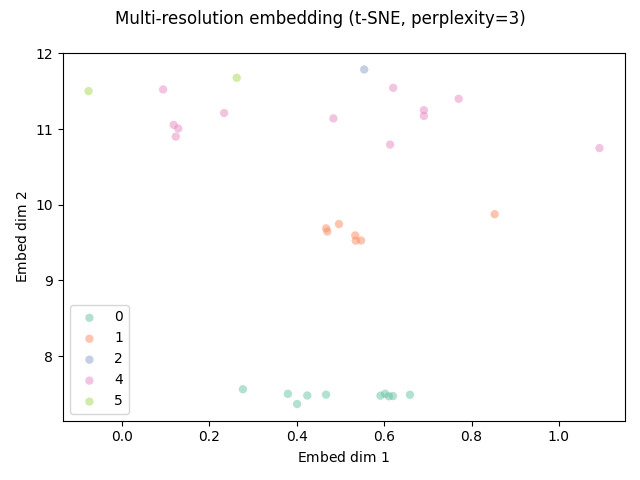 Multi-resolution embedding (t-SNE, perplexity=3)
12
11
10
9
8
Embed dim 2
0
1
2
4
5
0.0 0.2 0.4 0.6 0.8 1.0
Embed dim 1